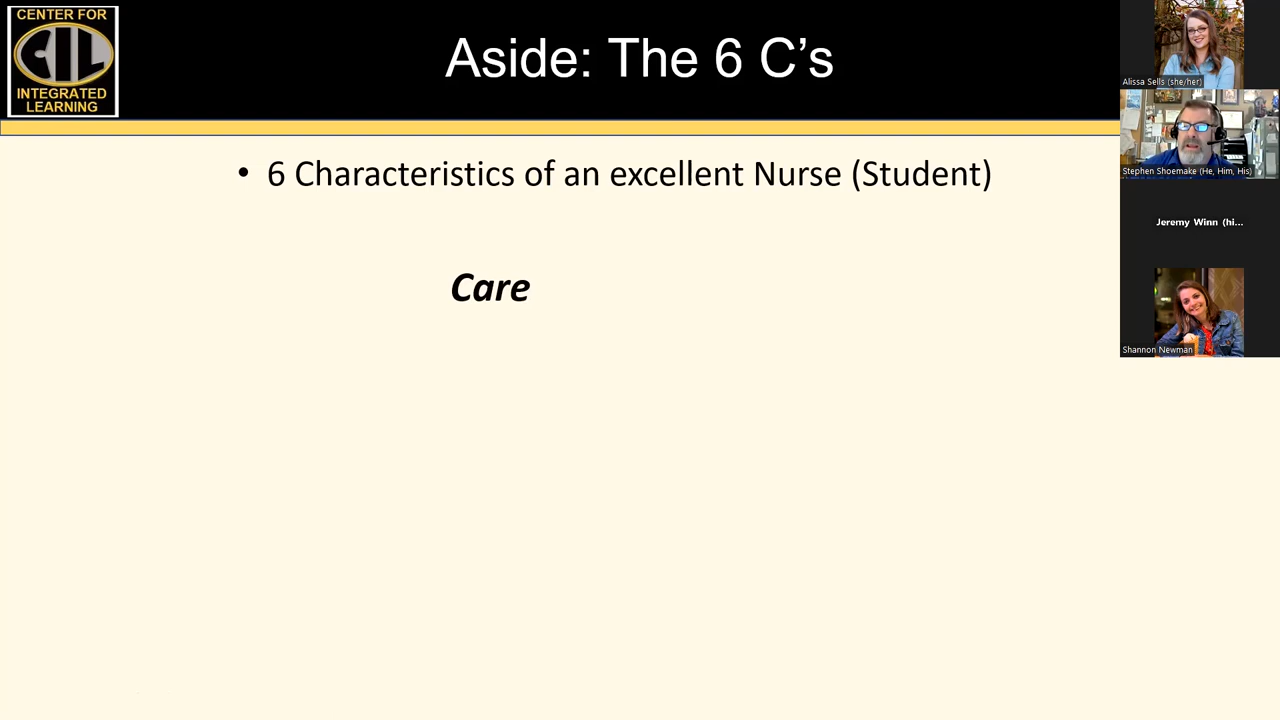 CENTER FOR
CIL
INTEGRATED
LEARNING
Aside: The 6 C's
• 6 Characteristics of an excellent Nurse (Student)
Care
Alissa Sells (she/her)
Stephen Shoemake (He, Him, His)
Jeremy Winn (hi...
Shannon Newman